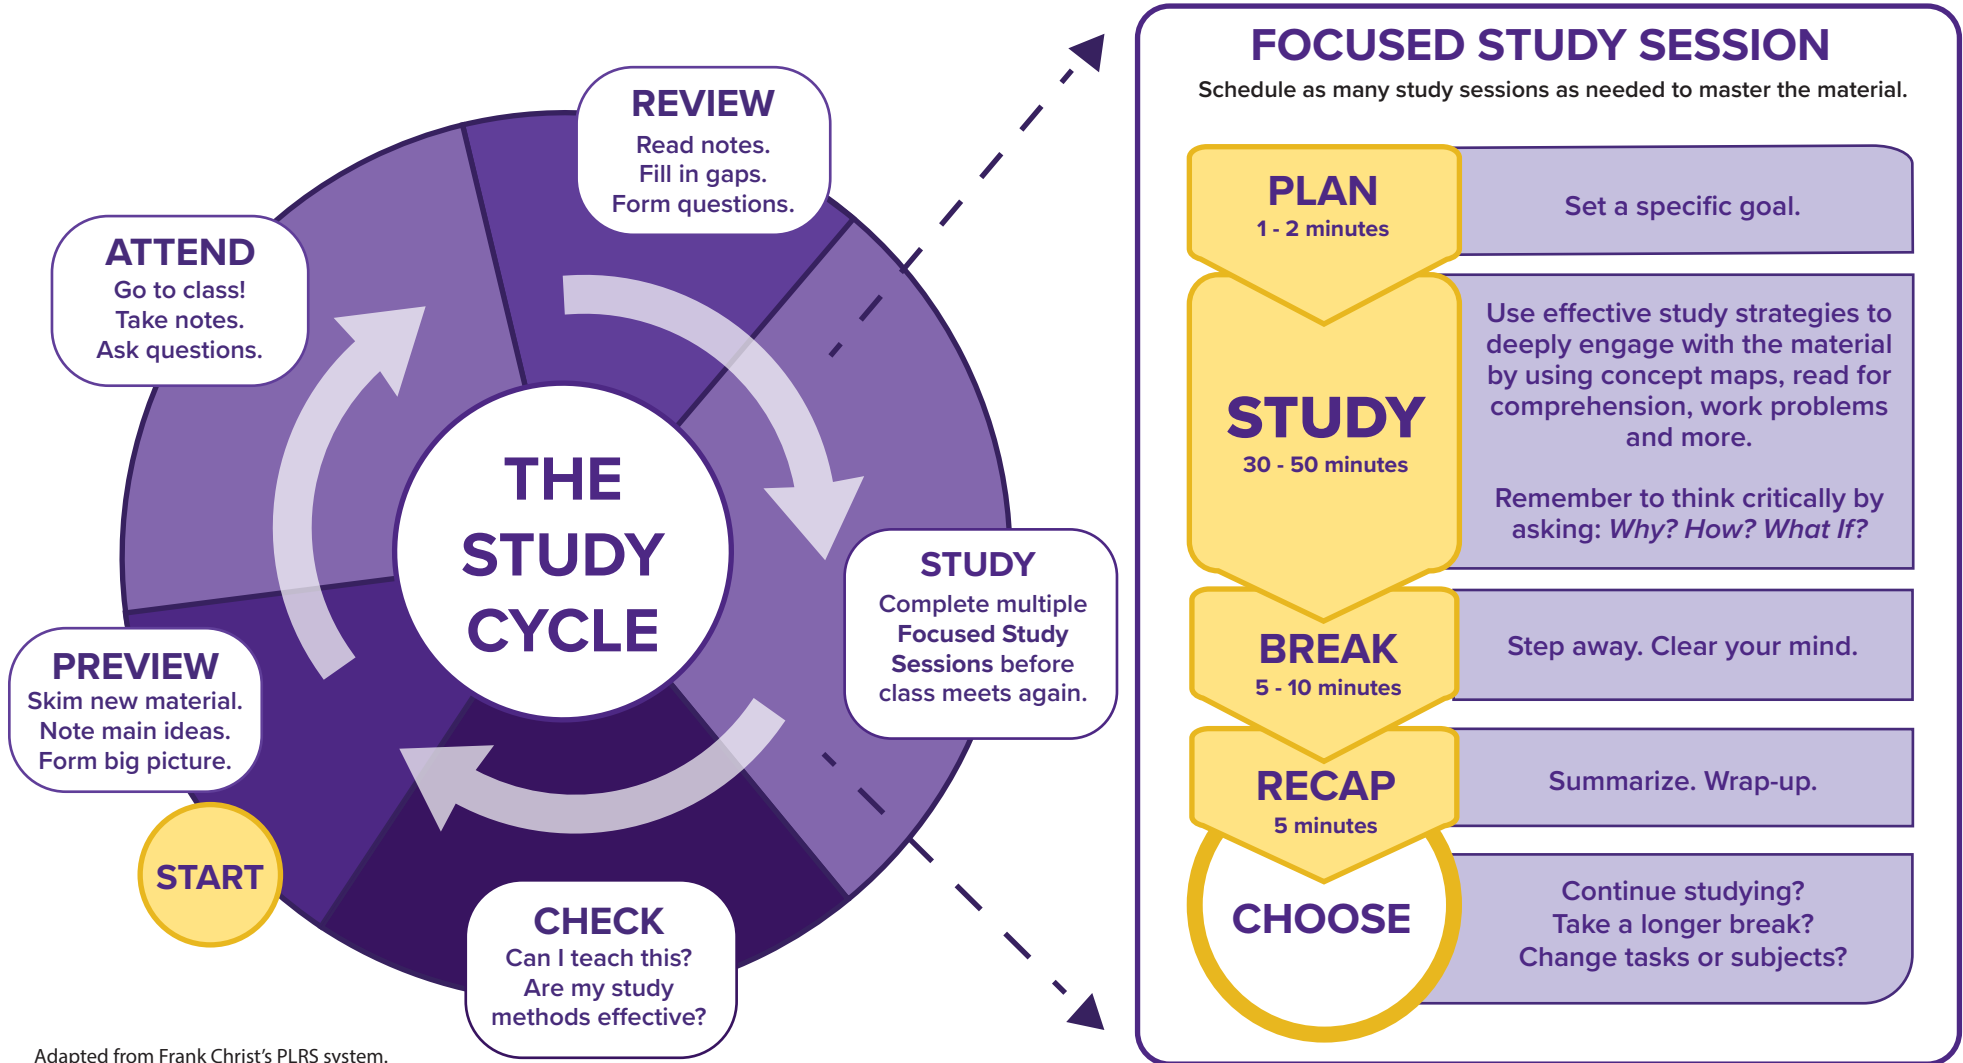 THE
STUDY
CYCLE
START
PREVIEW
Skim new material.
Note main ideas.
Form big picture.
ATTEND
Go to class!
Take notes.
Ask questions.
REVIEW
Read notes.
Fill in gaps.
Form questions.
STUDY
Complete multiple
Focused Study
Sessions before
class meets again.
CHECK
Can I teach this?
Are my study
methods effective?
Adapted from Frank Christ's PLRS system.
FOCUSED STUDY SESSION
Schedule as many study sessions as needed to master the material.
PLAN
1 - 2 minutes
Set a specific goal.
STUDY
30 - 50 minutes
Use effective study strategies to
deeply engage with the material
by using concept maps, read for
comprehension, work problems
and more.
Remember to think critically by
asking: Why? How? What If?
BREAK
5 - 10 minutes
Step away. Clear your mind.
RECAP
5 minutes
Summarize. Wrap-up.
CHOOSE
Continue studying?
Take a longer break?
Change tasks or subjects?